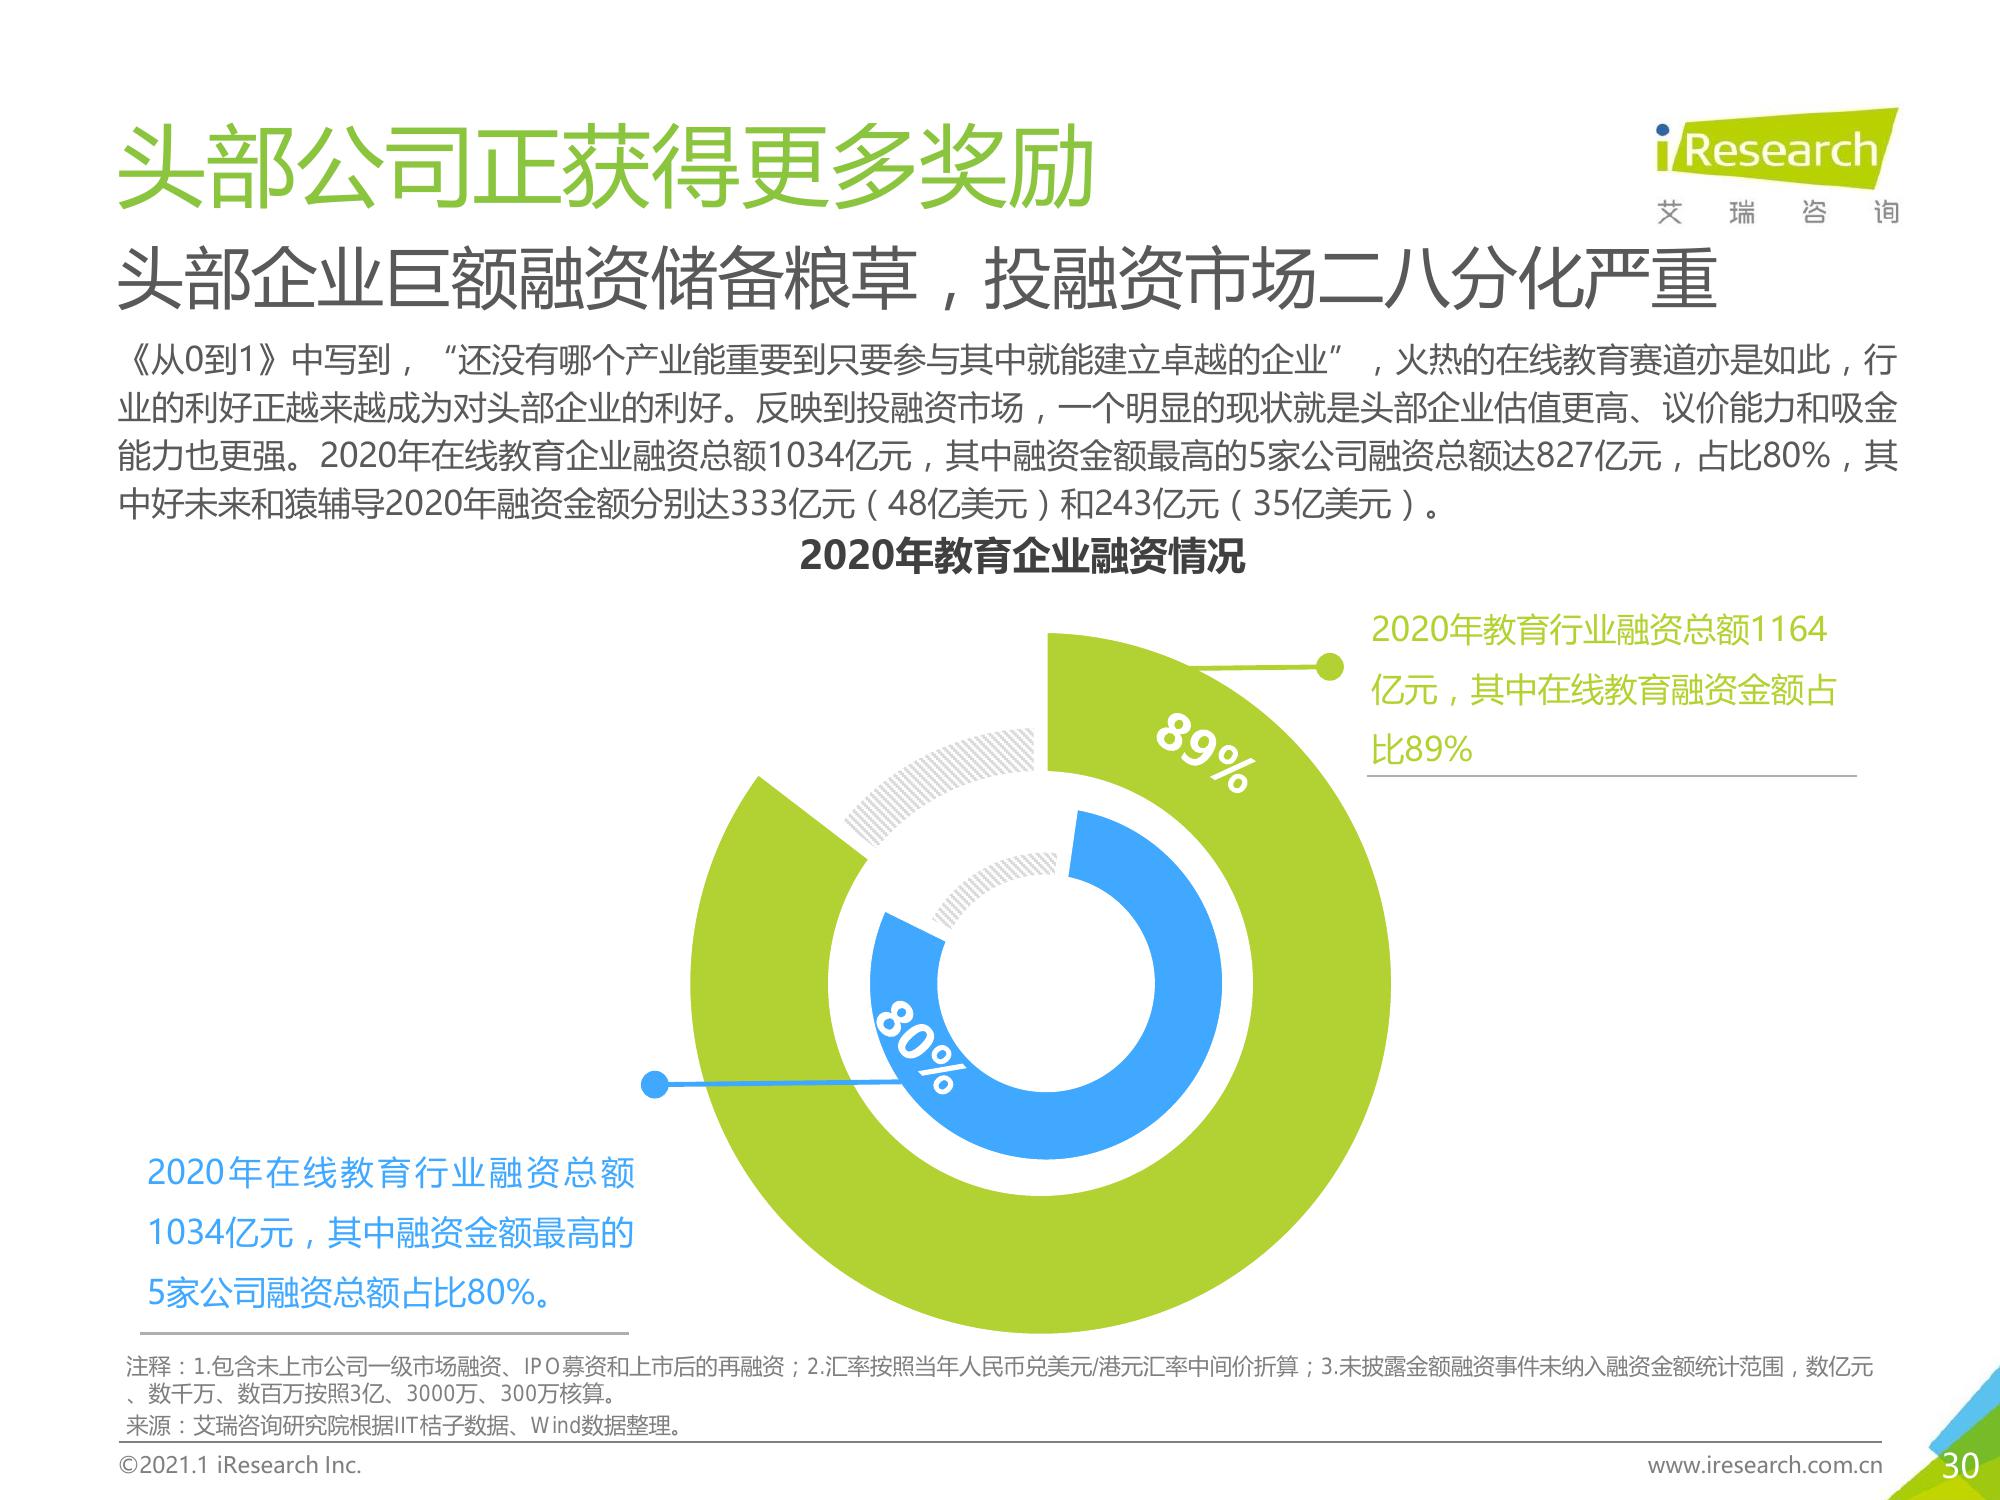 头部公司正获得更多奖励
iResearch
艾瑞咨询
头部企业巨额融资储备粮草，投融资市场二八分化严重
《从0到1》中写到，“还没有哪个产业能重要到只要参与其中就能建立卓越的企业”，火热的在线教育赛道亦是如此，行
业的利好正越来越成为对头部企业的利好。反映到投融资市场，一个明显的现状就是头部企业估值更高、议价能力和吸金
能力也更强。2020年在线教育企业融资总额1034亿元，其中融资金额最高的5家公司融资总额达827亿元，占比80%，其
中好未来和猿辅导2020年融资金额分别达333亿元（48亿美元）和243亿元（35亿美元）。
2020年教育企业融资情况
2020年教育行业融资总额1164
亿元，其中在线教育融资金额占
比89%
89%
80%
2020年在线教育行业融资总额
1034亿元，其中融资金额最高的
5家公司融资总额占比80%。
注释：1.包含未上市公司一级市场融资、IPO募资和上市后的再融资；2.汇率按照当年人民币兑美元/港元汇率中间价折算；3.未披露金额融资事件未纳入融资金额统计范围，数亿元
、数千万、数百万按照3亿、3000万、300万核算。
来源：艾瑞咨询研究院根据IIT桔子数据、Wind数据整理。
©2021.1 iResearch Inc.
www.iresearch.com.cn
30